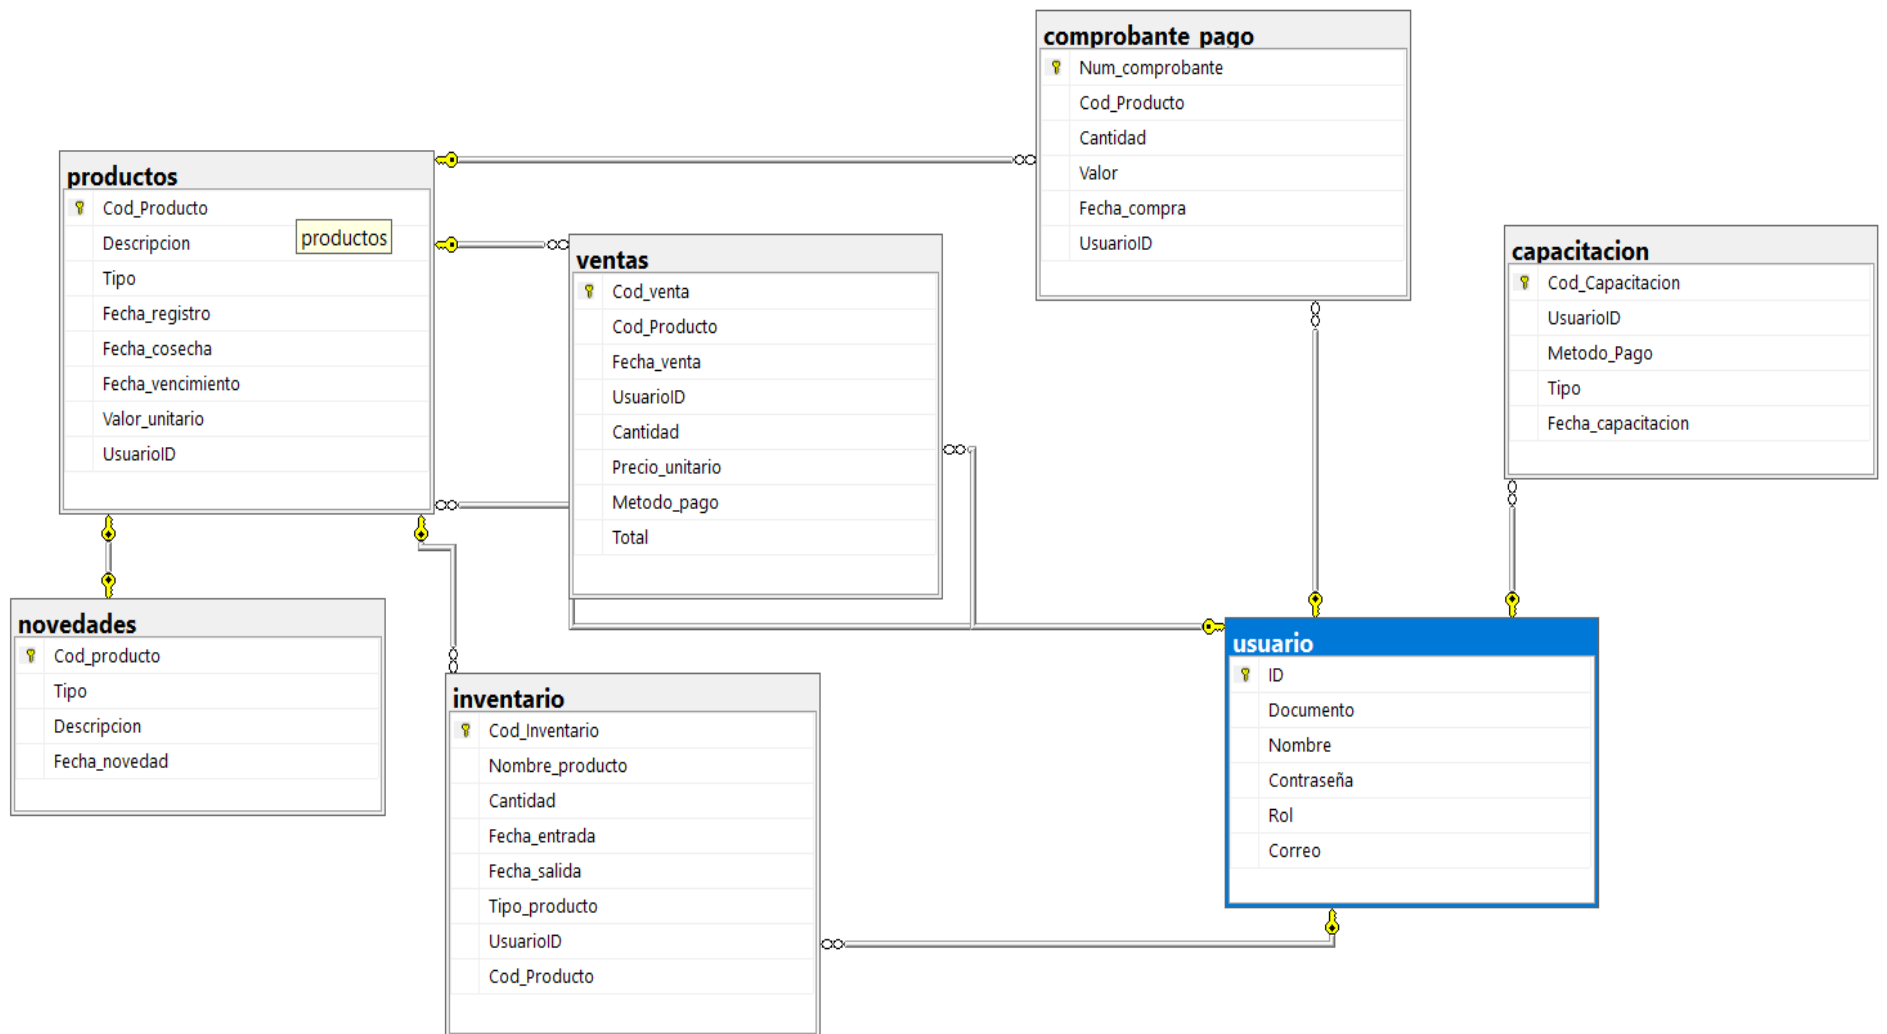 comprobante_pago
Num_comprobante
Cod_Producto
Cantidad
Valor
Fecha_compra
UsuarioID
productos
Cod_Producto
Descripcion
productos
Tipo
Fecha_registro
Fecha_cosecha
Fecha_vencimiento
Valor_unitario
UsuarioID
ventas
Cod_venta
Cod_Producto
Fecha_venta
UsuarioID
Cantidad
Precio_unitario
Metodo_pago
Total
capacitacion
Cod_Capacitacion
UsuarioID
Metodo_Pago
Tipo
Fecha_capacitacion
novedades
Cod_producto
Tipo
Descripcion
Fecha_novedad
inventario
Cod_Inventario
Nombre_producto
Cantidad
Fecha_entrada
Fecha_salida
Tipo_producto
UsuarioID
Cod_Producto
usuario
ID
Documento
Nombre
Contraseña
Rol
Correo